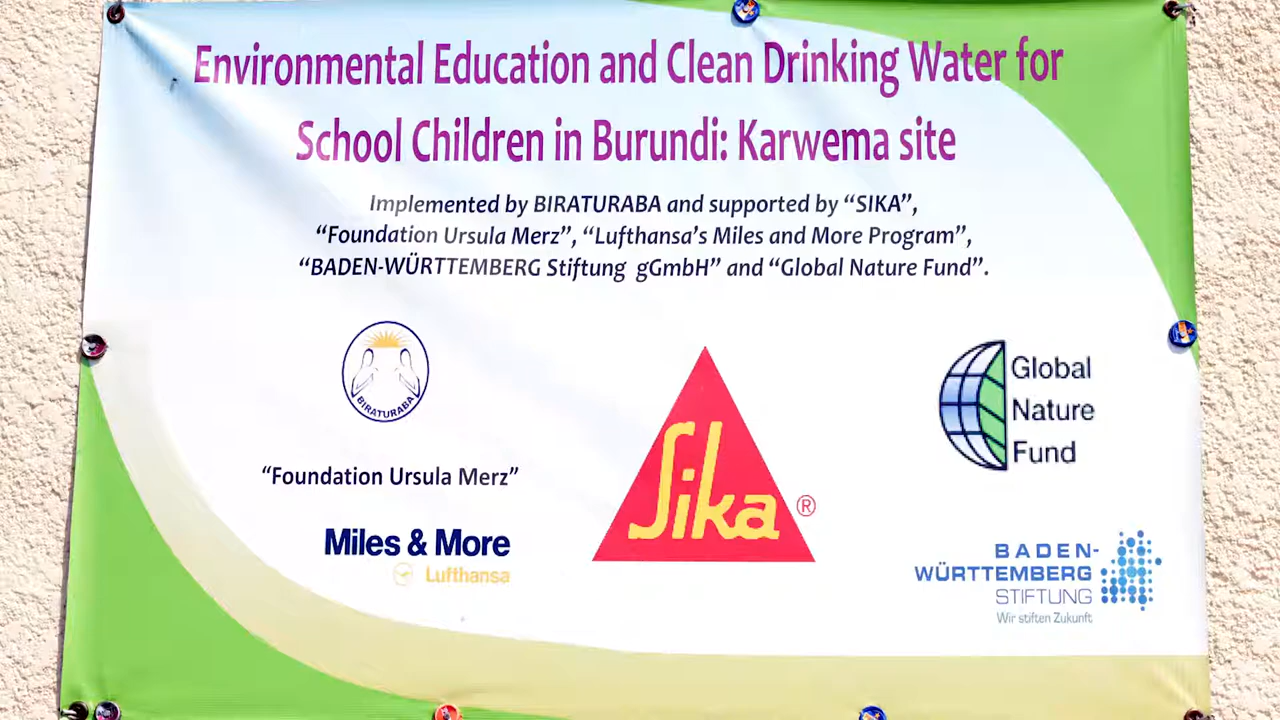 Environmental Education and Clean Drinking Water for
School Children in Burundi: Karwema site
Implemented by BIRATURABA and supported by “SIKA”,
“Foundation Ursula Merz”, “Lufthansa’s Miles and More Program”,
“BADEN-WÜRTTEMBERG Stiftung gGmbH” and “Global Nature Fund”.
BIRATURABA
“Foundation Ursula Merz”
Miles & More
Lufthansa
Sika®
Global
Nature
Fund
BADEN-
WÜRTTEMBERG
STIFTUNG
Wir stiften Zukunft